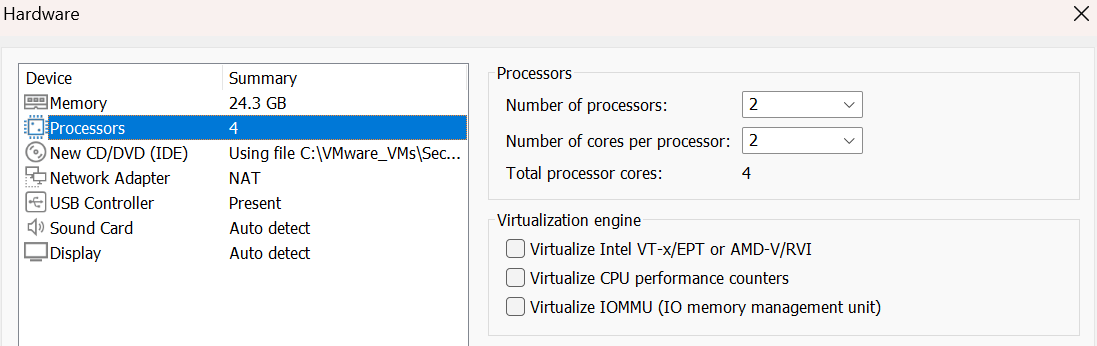 Hardware
Device Summary
Memory 24.3 GB
Processors 4
New CD/DVD (IDE) Using file C:\VMware_VMs\Sec...
Network Adapter NAT
USB Controller Present
Sound Card Auto detect
Display Auto detect
Processors
Number of processors: 2
Number of cores per processor: 2
Total processor cores: 4
Virtualization engine
Virtualize Intel VT-x/EPT or AMD-V/RVI
Virtualize CPU performance counters
Virtualize IOMMU (IO memory management unit)